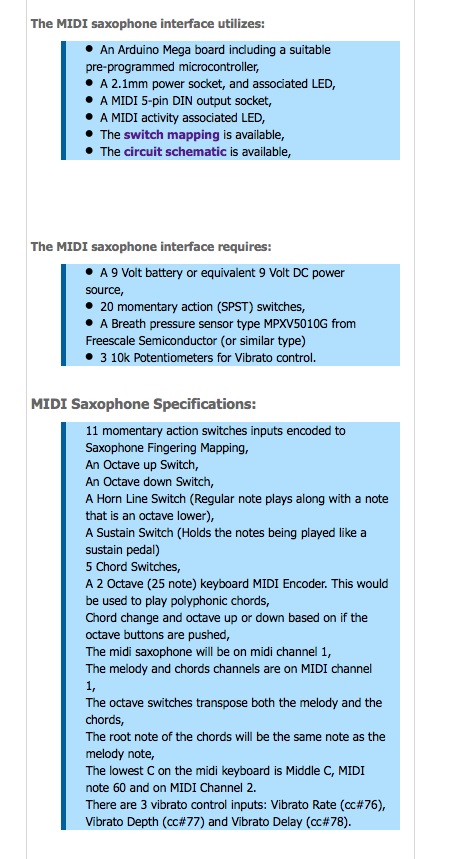 The MIDI saxophone interface utilizes:
● An Arduino Mega board including a suitable
pre-programmed microcontroller,
● A 2.1mm power socket, and associated LED,
● A MIDI 5-pin DIN output socket,
● A MIDI activity associated LED,
● The switch mapping is available,
● The circuit schematic is available,
The MIDI saxophone interface requires:
● A 9 Volt battery or equivalent 9 Volt DC power
source,
● 20 momentary action (SPST) switches,
● A Breath pressure sensor type MPXV5010G from
Freescale Semiconductor (or similar type)
● 3 10k Potentiometers for Vibrato control.
MIDI Saxophone Specifications:
11 momentary action switches inputs encoded to
Saxophone Fingering Mapping,
An Octave up Switch,
An Octave down Switch,
A Horn Line Switch (Regular note plays along with a note
that is an octave lower),
A Sustain Switch (Holds the notes being played like a
sustain pedal)
5 Chord Switches,
A 2 Octave (25 note) keyboard MIDI Encoder. This would
be used to play polyphonic chords,
Chord change and octave up or down based on if the
octave buttons are pushed,
The midi saxophone will be on midi channel 1,
The melody and chords channels are on MIDI channel
1,
The octave switches transpose both the melody and the
chords,
The root note of the chords will be the same note as the
melody note,
The lowest C on the midi keyboard is Middle C, MIDI
note 60 and on MIDI Channel 2.
There are 3 vibrato control inputs: Vibrato Rate (cc#76),
Vibrato Depth (cc#77) and Vibrato Delay (cc#78).